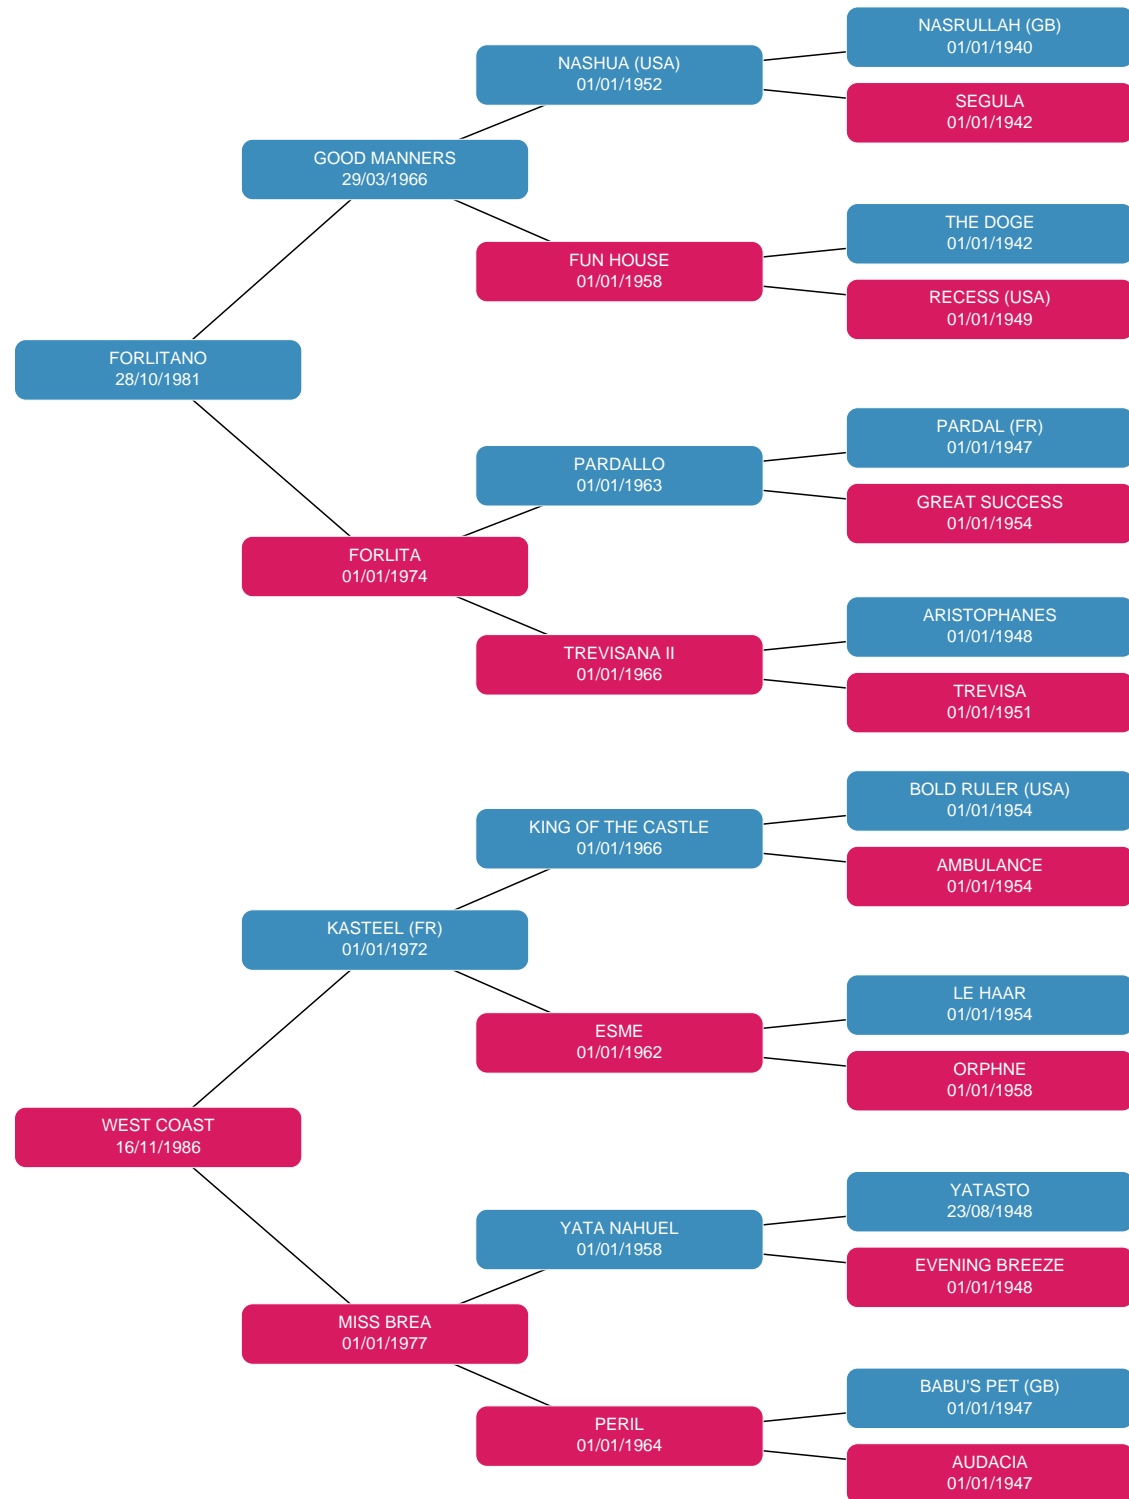 NASRULLAH (GB)
01/01/1940
NASHUA (USA)
01/01/1952
SEGULA
01/01/1942
GOOD MANNERS
29/03/1966
THE DOGE
01/01/1942
FUN HOUSE
01/01/1958
RECESS (USA)
01/01/1949
FORLITANO
28/10/1981
PARDAL (FR)
01/01/1947
PARDALLO
01/01/1963
GREAT SUCCESS
01/01/1954
FORLITA
01/01/1974
ARISTOPHANES
01/01/1948
TREVISANA II
01/01/1966
TREVISA
01/01/1951
BOLD RULER (USA)
01/01/1954
KING OF THE CASTLE
01/01/1966
AMBULANCE
01/01/1954
KASTEEL (FR)
01/01/1972
LE HAAR
01/01/1954
ESME
01/01/1962
ORPHNE
01/01/1958
WEST COAST
16/11/1986
YATASTO
23/08/1948
YATA NAHUEL
01/01/1958
EVENING BREEZE
01/01/1948
MISS BREA
01/01/1977
BABU'S PET (GB)
01/01/1947
PERIL
01/01/1964
AUDACIA
01/01/1947